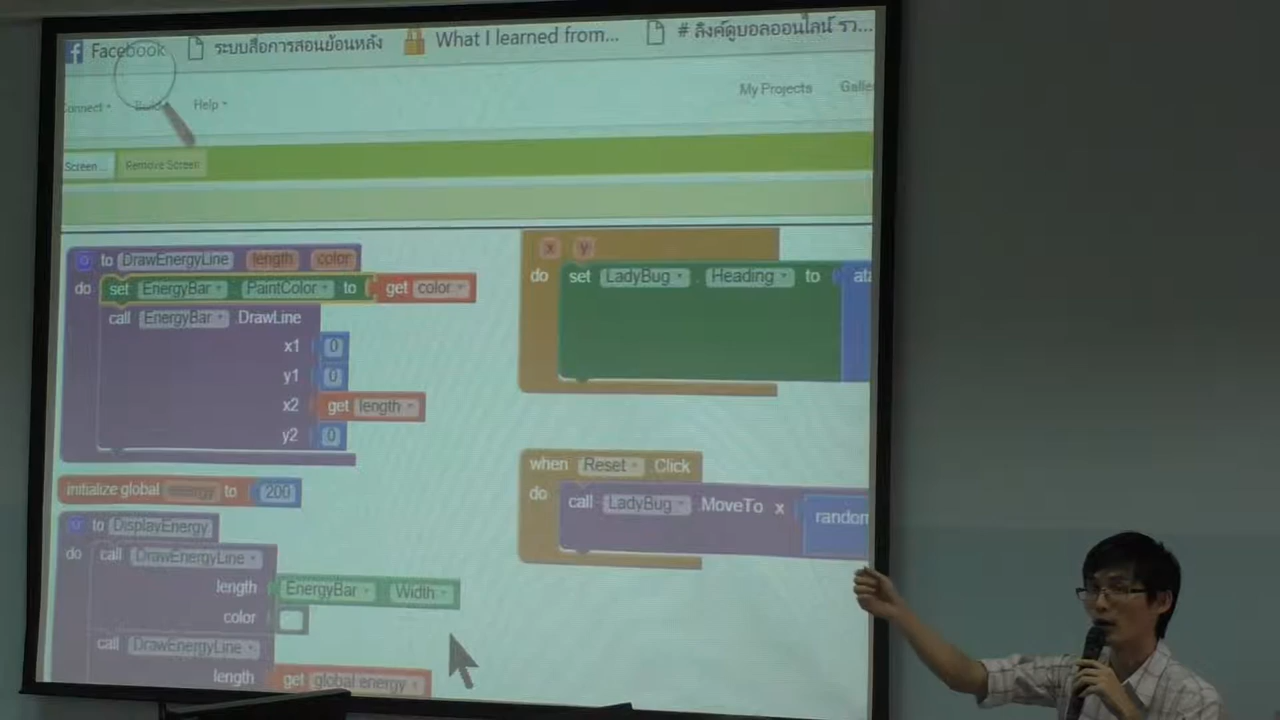 Facebook ระบบสื่อการสอนย้อนหลัง What I learned from... # ลิงค์ดูบอลออนไลน์ รว...
Connect Build Help My Projects Galle
Screen... Remove Screen
to DrawEnergyLine length color
do set EnergyBar . PaintColor to get color
call EnergyBar .DrawLine
x1 0
y1 0
x2 get length
y2 0
initialize global energy to 200
to DisplayEnergy
do call DrawEnergyLine
length EnergyBar . Width
color
call DrawEnergyLine
length get global energy
x y
do set LadyBug . Heading to ata
when Reset .Click
do call LadyBug .MoveTo x random